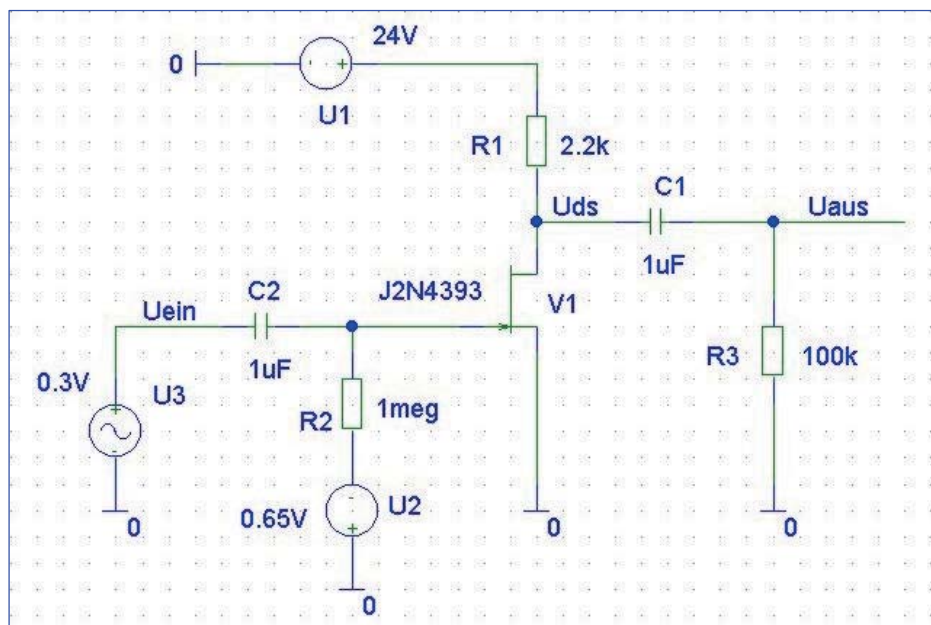 24V
0
- +
U1
R1 2.2k
C1
Uds Uaus
1uF
C2 J2N4393
Uein V1
1uF
R3 100k
0.3V
U3
+
-
R2 1meg
0.65V
-
+
U2
0
0
0
0